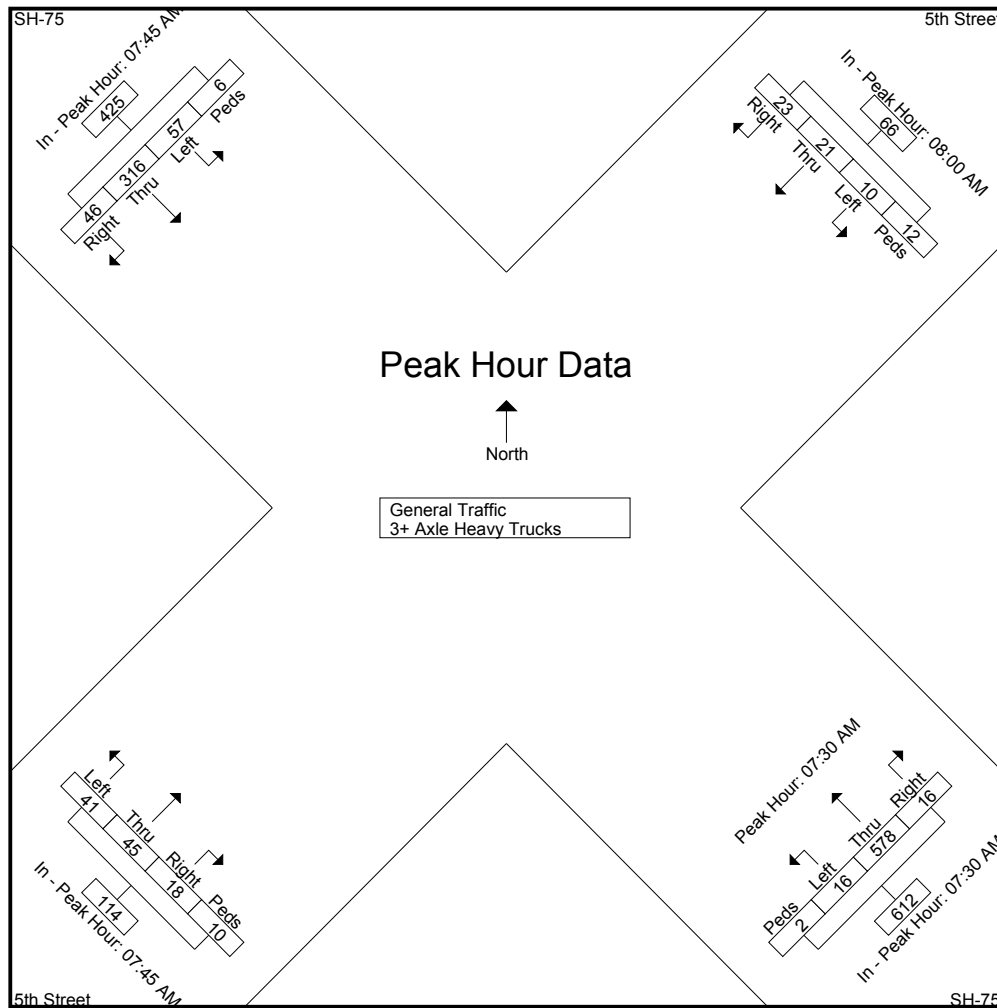 SH-75
5th Street
In - Peak Hour: 07:45 AM
425
6
57
316
46
Peds
Left
Thru
Right
In - Peak Hour: 08:00 AM
66
23
21
10
12
Right
Thru
Left
Peds
Peak Hour Data
North
General Traffic
3+ Axle Heavy Trucks
Left
Thru
Right
Peds
41
45
18
10
114
In - Peak Hour: 07:45 AM
Peak Hour: 07:30 AM
Right
Thru
Left
Peds
16
578
16
2
612
In - Peak Hour: 07:30 AM
5th Street
SH-75